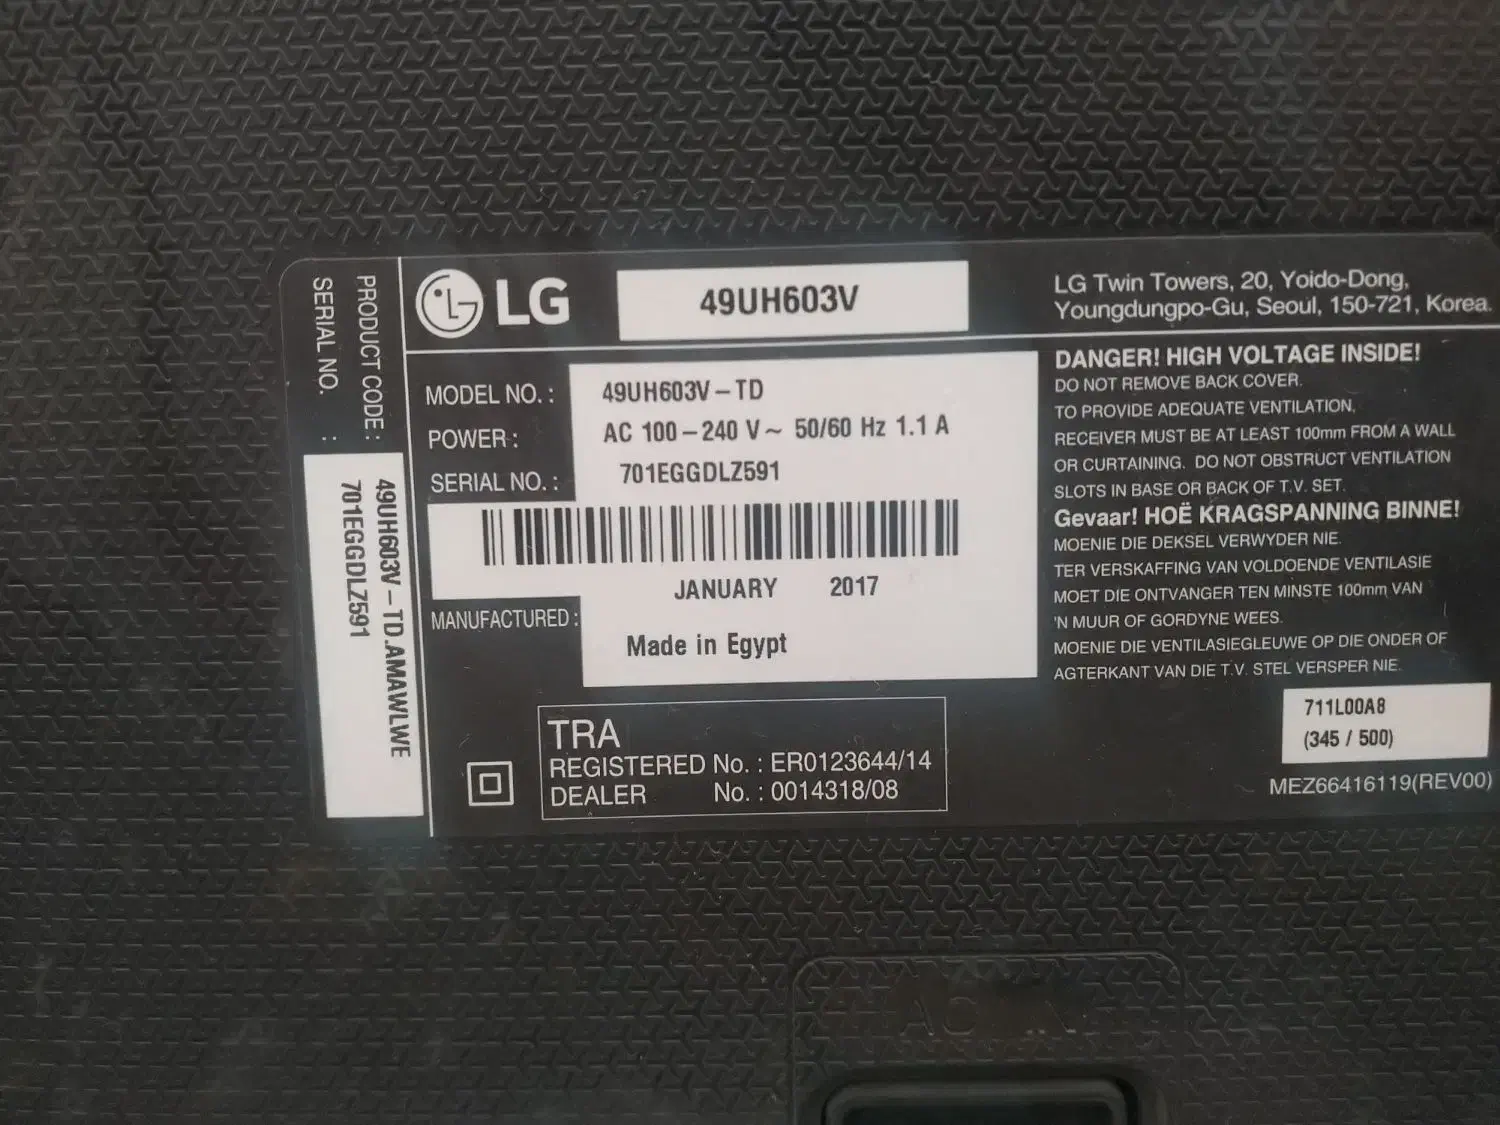 PRODUCT CODE : 49UH603V-TD.AMAWLWE
SERIAL NO. : 701EGGDLZ591
LG
49UH603V
LG Twin Towers, 20, Yoido-Dong,
Youngdungpo-Gu, Seoul, 150-721, Korea.
MODEL NO. : 49UH603V-TD
POWER : AC 100-240 V~ 50/60 Hz 1.1 A
SERIAL NO. : 701EGGDLZ591
JANUARY 2017
MANUFACTURED :
Made in Egypt
TRA
REGISTERED No. : ER0123644/14
DEALER No. : 0014318/08
DANGER! HIGH VOLTAGE INSIDE!
DO NOT REMOVE BACK COVER.
TO PROVIDE ADEQUATE VENTILATION,
RECEIVER MUST BE AT LEAST 100mm FROM A WALL
OR CURTAINING. DO NOT OBSTRUCT VENTILATION
SLOTS IN BASE OR BACK OF T.V. SET.
Gevaar! HOË KRAGSPANNING BINNE!
MOENIE DIE DEKSEL VERWYDER NIE.
TER VERSKAFFING VAN VOLDOENDE VENTILASIE
MOET DIE ONTVANGER TEN MINSTE 100mm VAN
'N MUUR OF GORDYNE WEES.
MOENIE DIE VENTILASIEGLEUWE OP DIE ONDER OF
AGTERKANT VAN DIE T.V. STEL VERSPER NIE.
711L00A8
(345 / 500)
MEZ66416119(REV00)
AC IN